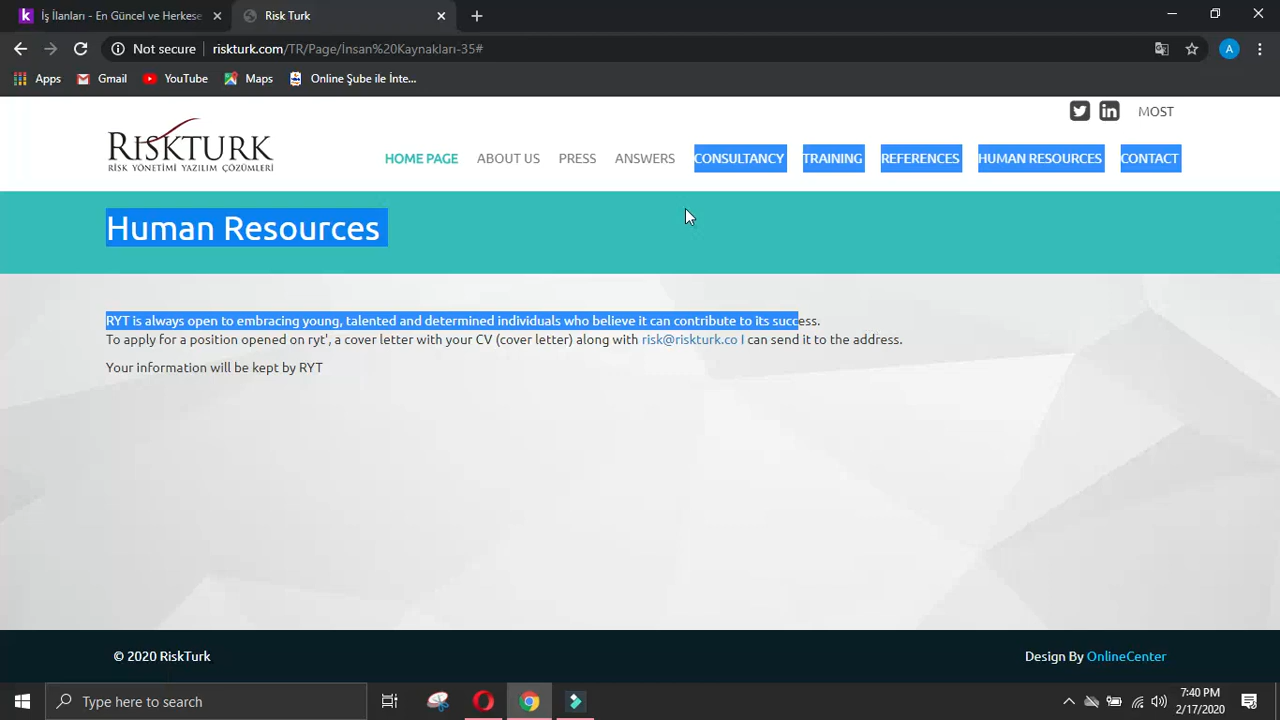 k İş İlanları - En Güncel ve Herkese
Risk Turk
Not secure riskturk.com/TR/Page/İnsan%20Kaynakları-35#
A
Apps Gmail YouTube Maps Online Şube ile İnte...
in MOST
RISKTURK
RİSK YÖNETİMİ YAZILIM ÇÖZÜMLERİ
HOME PAGE ABOUT US PRESS ANSWERS CONSULTANCY TRAINING REFERENCES HUMAN RESOURCES CONTACT
Human Resources
RYT is always open to embracing young, talented and determined individuals who believe it can contribute to its success.
To apply for a position opened on ryt', a cover letter with your CV (cover letter) along with risk@riskturk.co I can send it to the address.
Your information will be kept by RYT
© 2020 RiskTurk
Design By OnlineCenter
Type here to search
7:40 PM
2/17/2020